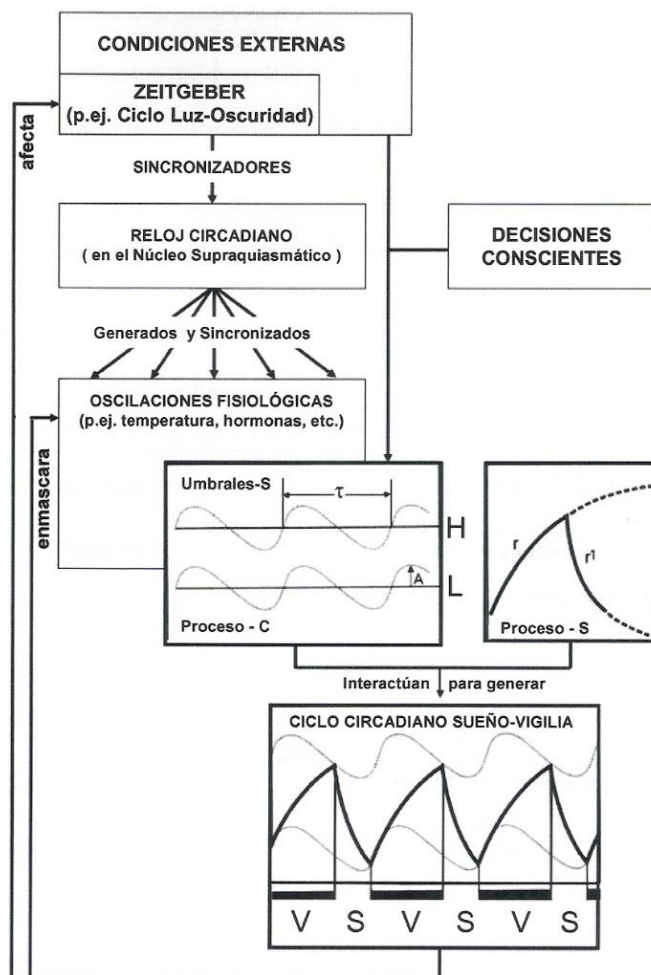 CONDICIONES EXTERNAS
ZEITGEBER
(p.ej. Ciclo Luz-Oscuridad)
afecta
SINCRONIZADORES
RELOJ CIRCADIANO
( en el Núcleo Supraquiasmático )
DECISIONES
CONSCIENTES
Generados y Sincronizados
OSCILACIONES FISIOLÓGICAS
(p.ej. temperatura, hormonas, etc.)
enmascara
Umbrales-S
τ
H
A
L
Proceso - C
r
r¹
Proceso - S
Interactúan para generar
CICLO CIRCADIANO SUEÑO-VIGILIA
V S V S V S